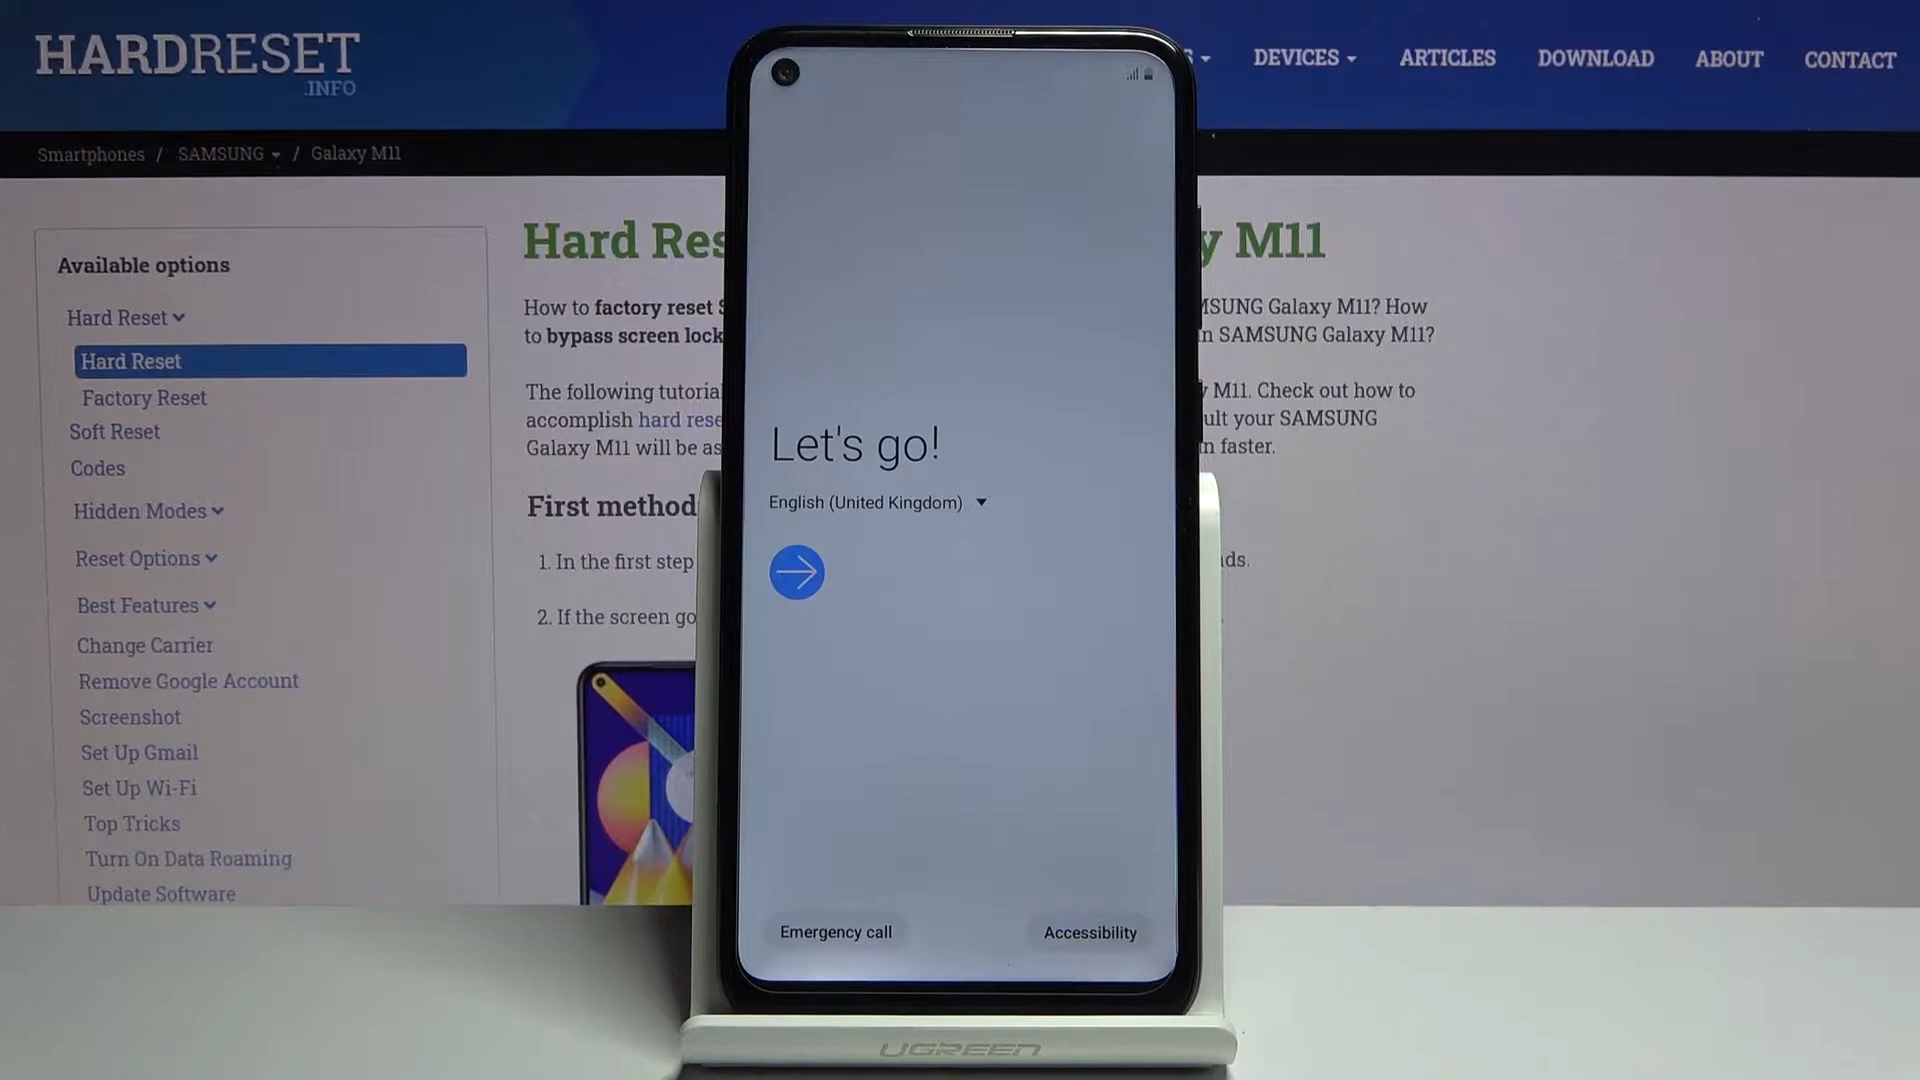 HARDRESET
.INFO
DEVICES
ARTICLES
DOWNLOAD
ABOUT
CONTACT
Smartphones / SAMSUNG / Galaxy M11
Available options
Hard Reset
Hard Reset
Factory Reset
Soft Reset
Codes
Hidden Modes
Reset Options
Best Features
Change Carrier
Remove Google Account
Screenshot
Set Up Gmail
Set Up Wi-Fi
Top Tricks
Turn On Data Roaming
Update Software
Hard Res
y M11
How to factory reset S
MSUNG Galaxy M11? How
to bypass screen lock
n SAMSUNG Galaxy M11?
The following tutorial
M11. Check out how to
accomplish hard rese
ult your SAMSUNG
Galaxy M11 will be as
n faster.
First method
1. In the first step
ds.
2. If the screen go
Let's go!
English (United Kingdom)
Emergency call
Accessibility
UGREEN